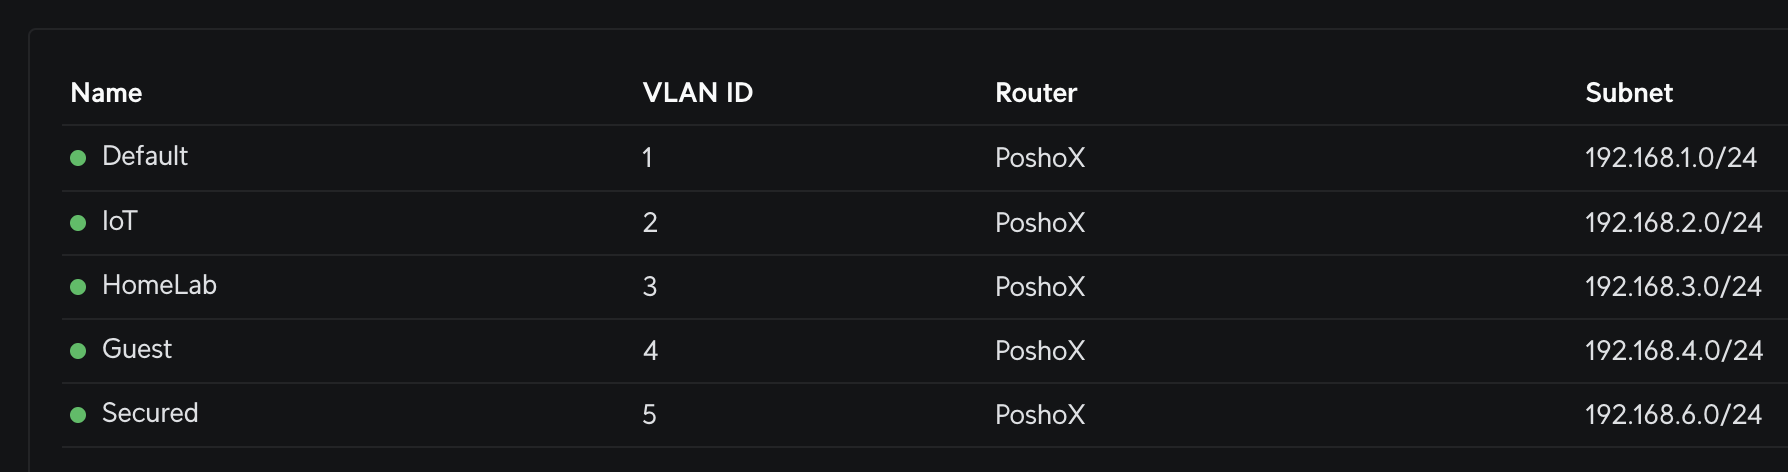 Name VLAN ID Router Subnet
Default 1 PoshoX 192.168.1.0/24
IoT 2 PoshoX 192.168.2.0/24
HomeLab 3 PoshoX 192.168.3.0/24
Guest 4 PoshoX 192.168.4.0/24
Secured 5 PoshoX 192.168.6.0/24